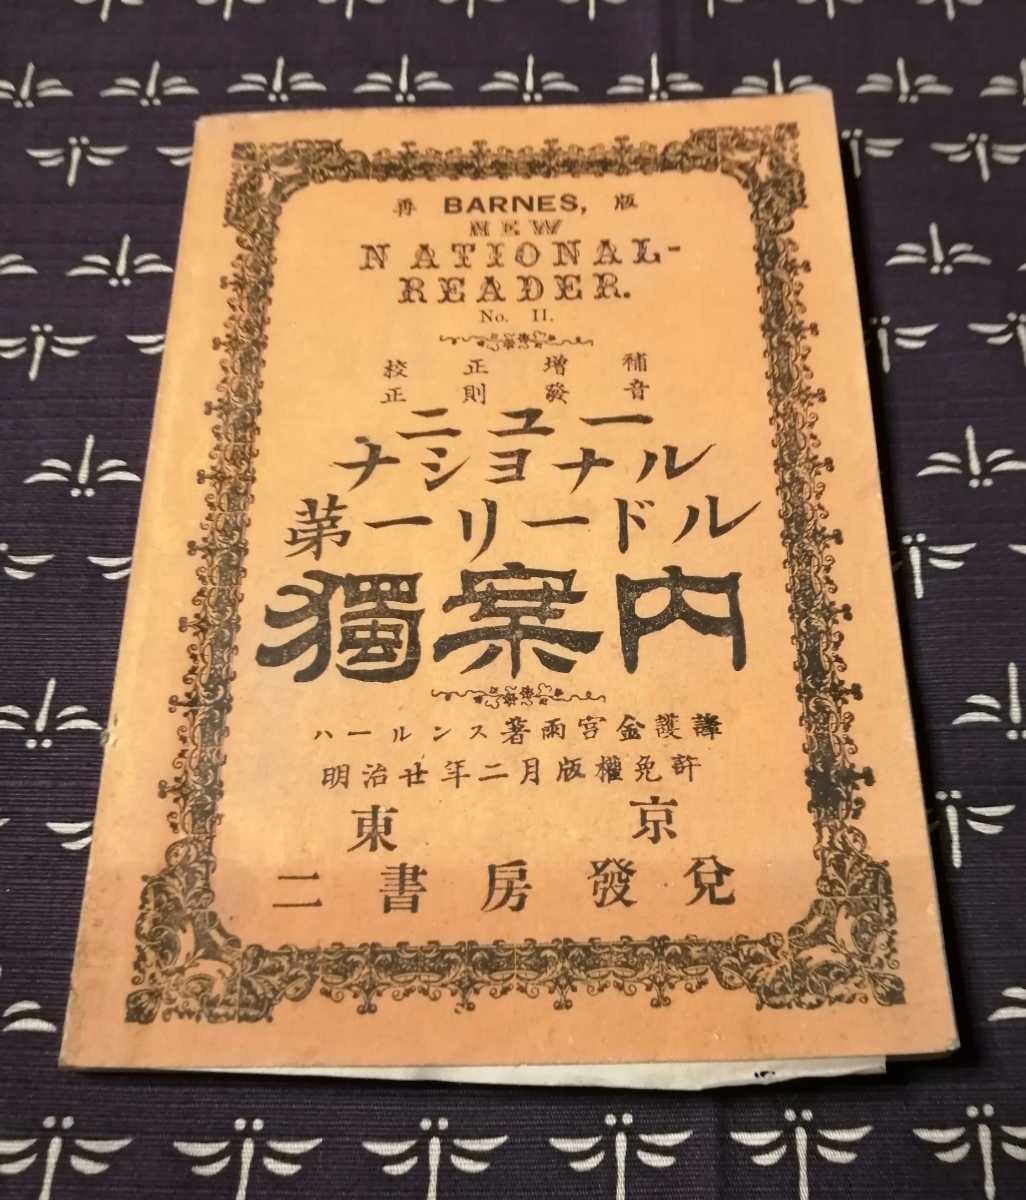 再 BARNES, 版
NEW
NATIONAL-
READER.
No. II.
校正増補
正則發音
ニユー
ナシヨナル
第一リードル
獨案内
ハールンス著雨宮金護譯
明治廿年二月版權免許
東京
二書房發兌